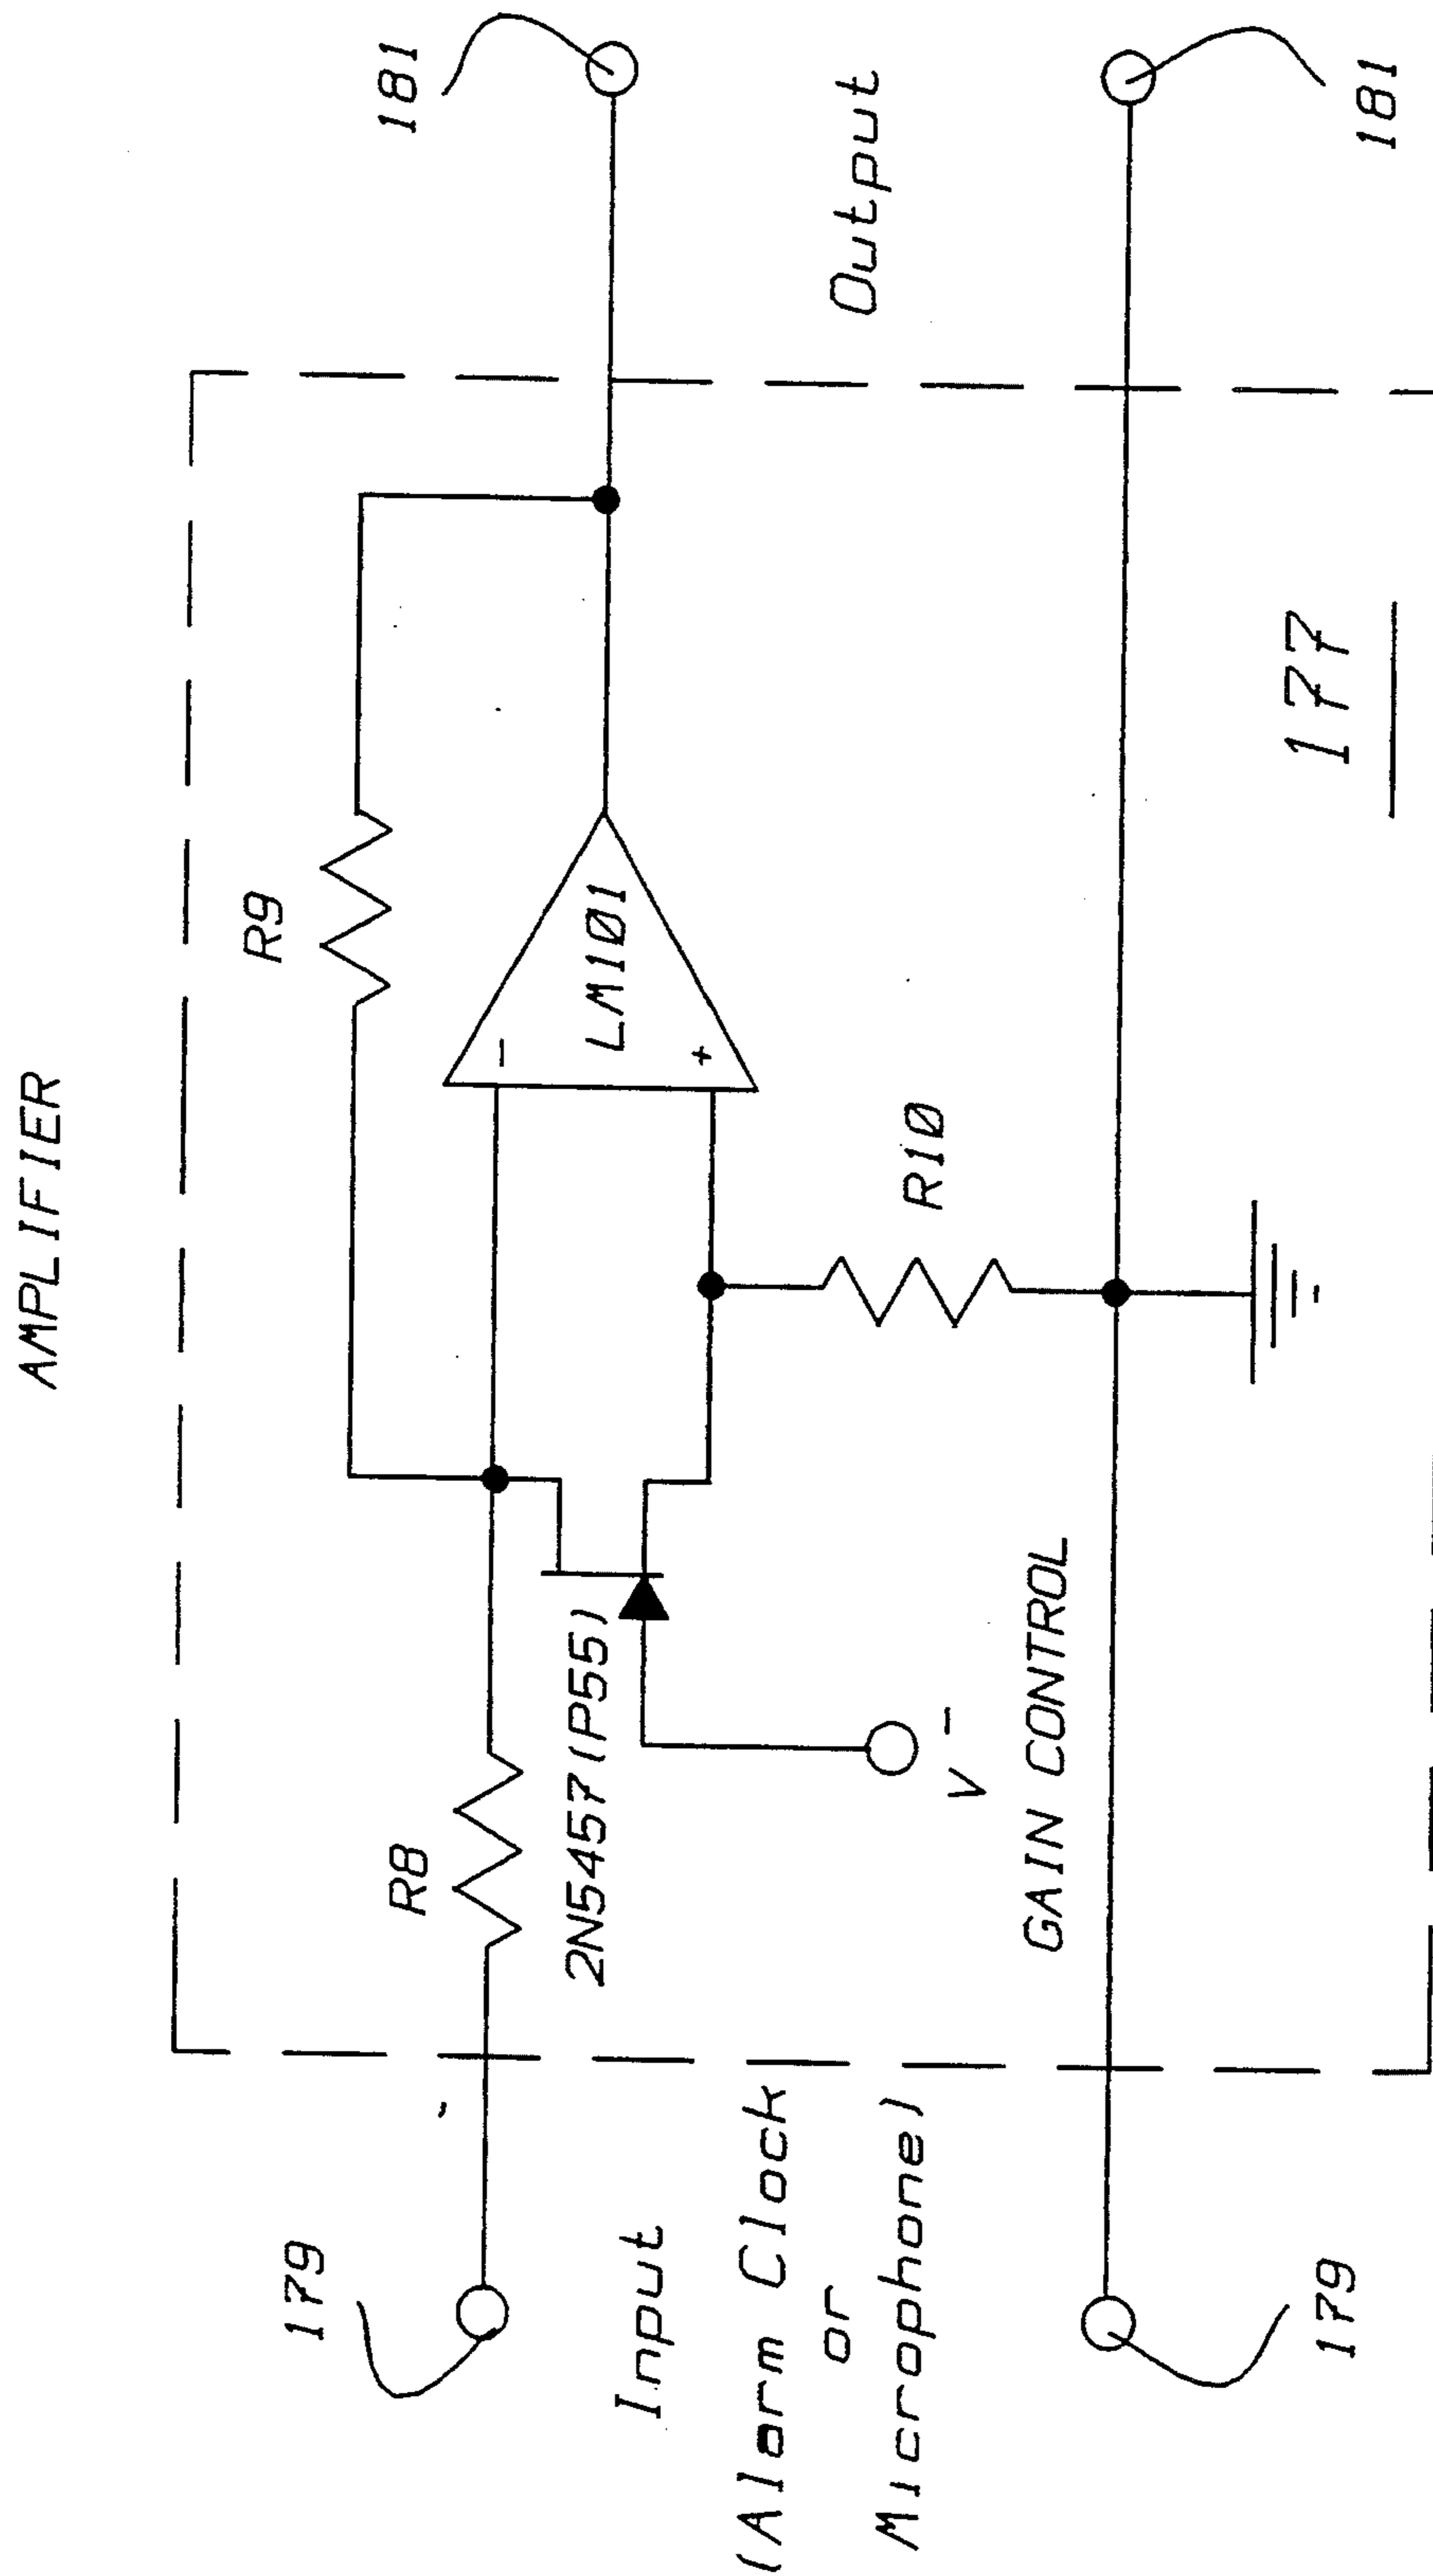 AMPLIFIER
181
179
R9
R8
LM101
-
+
2N5457(P55)
Input
(Alarm Clock
or
Microphone)
Output
R10
V -
GAIN CONTROL
177
179
181